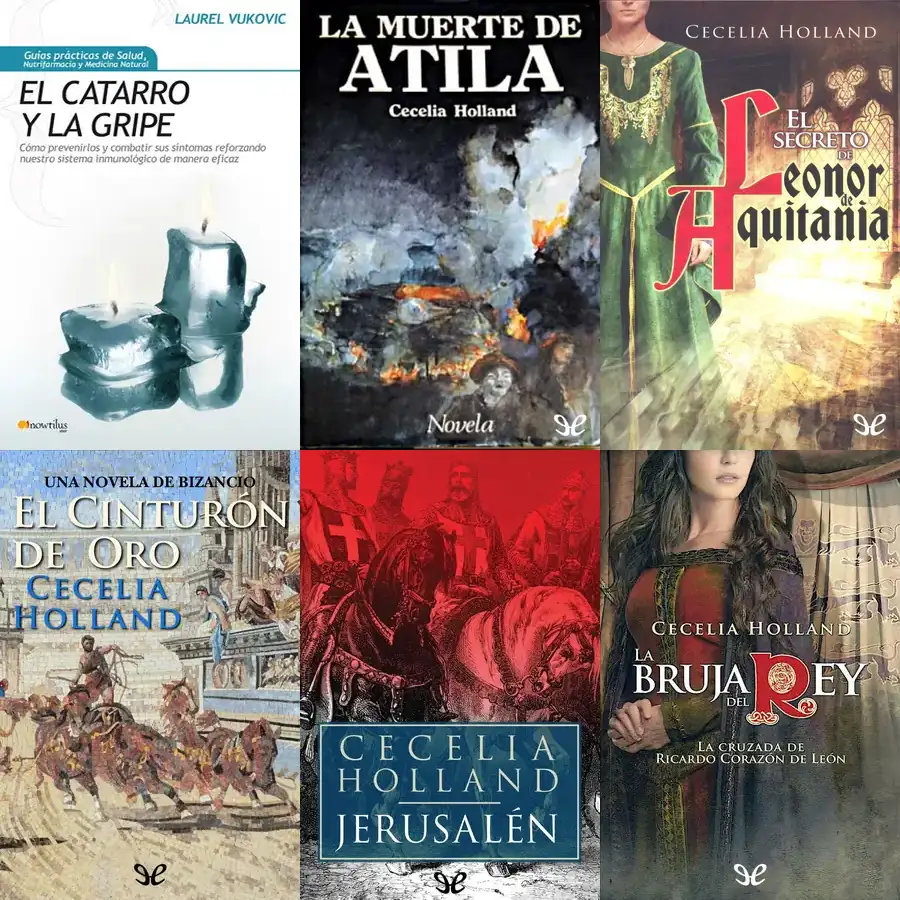 LAUREL VUKOVIC
Guías prácticas de Salud,
Nutrifarmacia y Medicina Natural
EL CATARRO
Y LA GRIPE
Cómo prevenirlos y combatir sus síntomas reforzando
nuestro sistema inmunológico de manera eficaz
nowtilus
LA MUERTE DE
ATILA
Cecelia Holland
Novela
CECELIA HOLLAND
EL
SECRETO
DE
Leonor
de
Aquitania
UNA NOVELA DE BIZANCIO
EL CINTURÓN
DE ORO
CECELIA
HOLLAND
CECELIA
HOLLAND
JERUSALÉN
CECELIA HOLLAND
LA
BRUJA DEL REY
LA CRUZADA DE
RICARDO CORAZÓN DE LEÓN